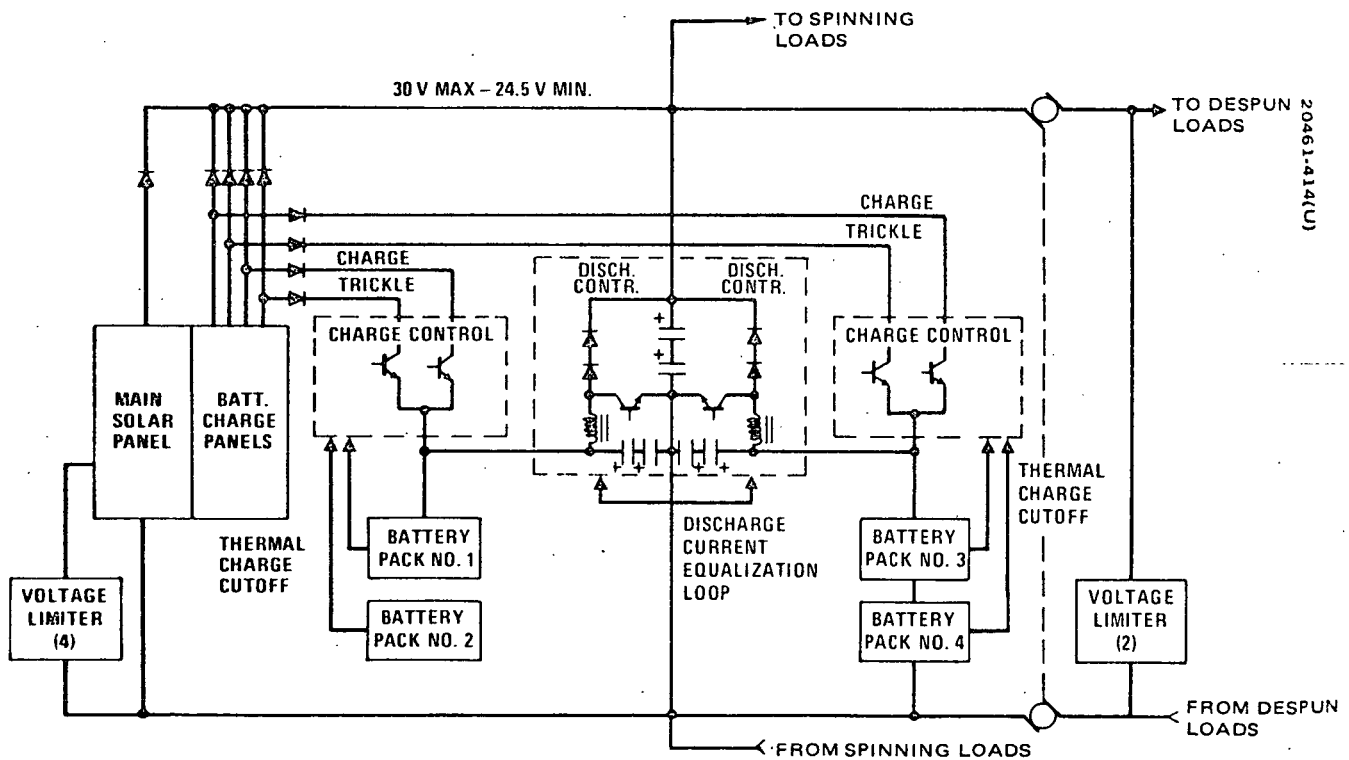 TO SPINNING
LOADS
30 V MAX – 24.5 V MIN.
TO DESPUN
LOADS
20461-414(U)
CHARGE
TRICKLE
CHARGE
TRICKLE
DISCH.
CONTR.
DISCH.
CONTR.
CHARGE CONTROL
CHARGE CONTROL
MAIN
SOLAR
PANEL
BATT.
CHARGE
PANELS
+
+
+ +
+ +
THERMAL
CHARGE
CUTOFF
THERMAL
CHARGE
CUTOFF
BATTERY
PACK NO. 1
DISCHARGE
CURRENT
EQUALIZATION
LOOP
BATTERY
PACK NO. 3
VOLTAGE
LIMITER
(4)
BATTERY
PACK NO. 2
BATTERY
PACK NO. 4
VOLTAGE
LIMITER
(2)
FROM DESPUN
LOADS
FROM SPINNING LOADS